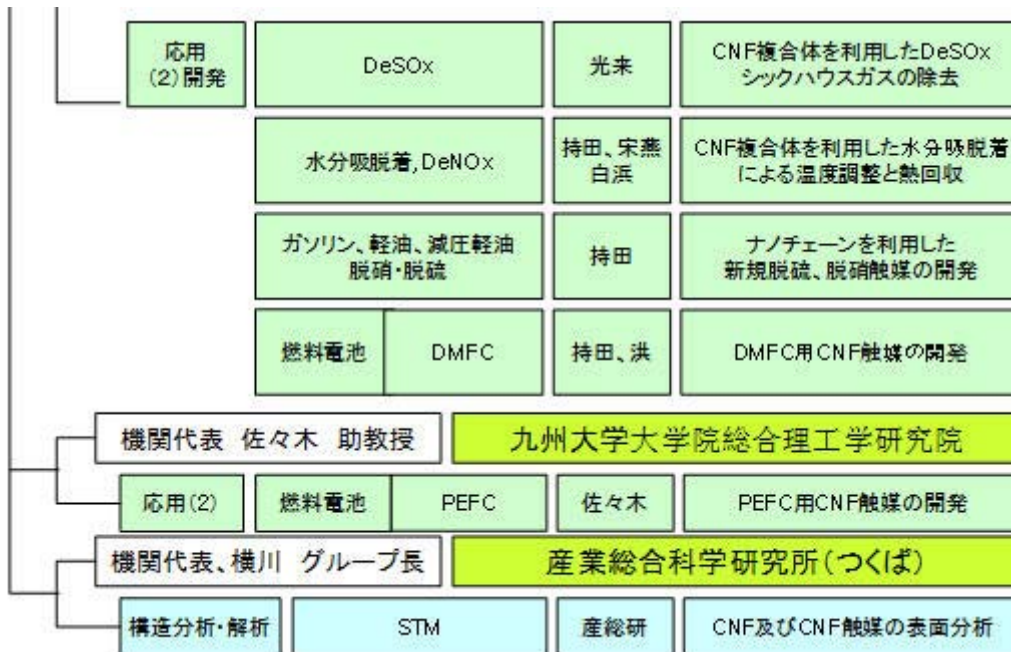 応用
(2)開発
DeSOx
光来
CNF複合体を利用したDeSOx
シックハウスガスの除去
水分吸脱着,DeNOx
持田、宋燕
白浜
CNF複合体を利用した水分吸脱着
による温度調整と熱回収
ガソリン、軽油、減圧軽油
脱硝・脱硫
持田
ナノチェーンを利用した
新規脱硫、脱硝触媒の開発
燃料電池
DMFC
持田、洪
DMFC用CNF触媒の開発
機関代表 佐々木 助教授
九州大学大学院総合理工学研究院
応用(2)
燃料電池
PEFC
佐々木
PEFC用CNF触媒の開発
機関代表、横川 グループ長
産業総合科学研究所(つくば)
構造分析・解析
STM
産総研
CNF及びCNF触媒の表面分析